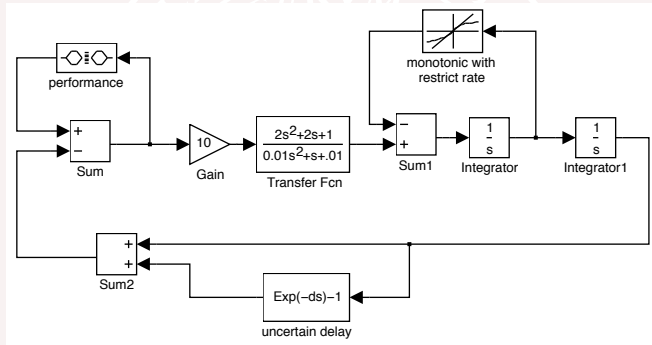 performance
monotonic with
restrict rate
+
−
Sum
10
Gain
2s²+2s+1
0.01s²+s+.01
Transfer Fcn
−
+
Sum1
1
s
Integrator
1
s
Integrator1
+
+
Sum2
Exp(−ds)−1
uncertain delay